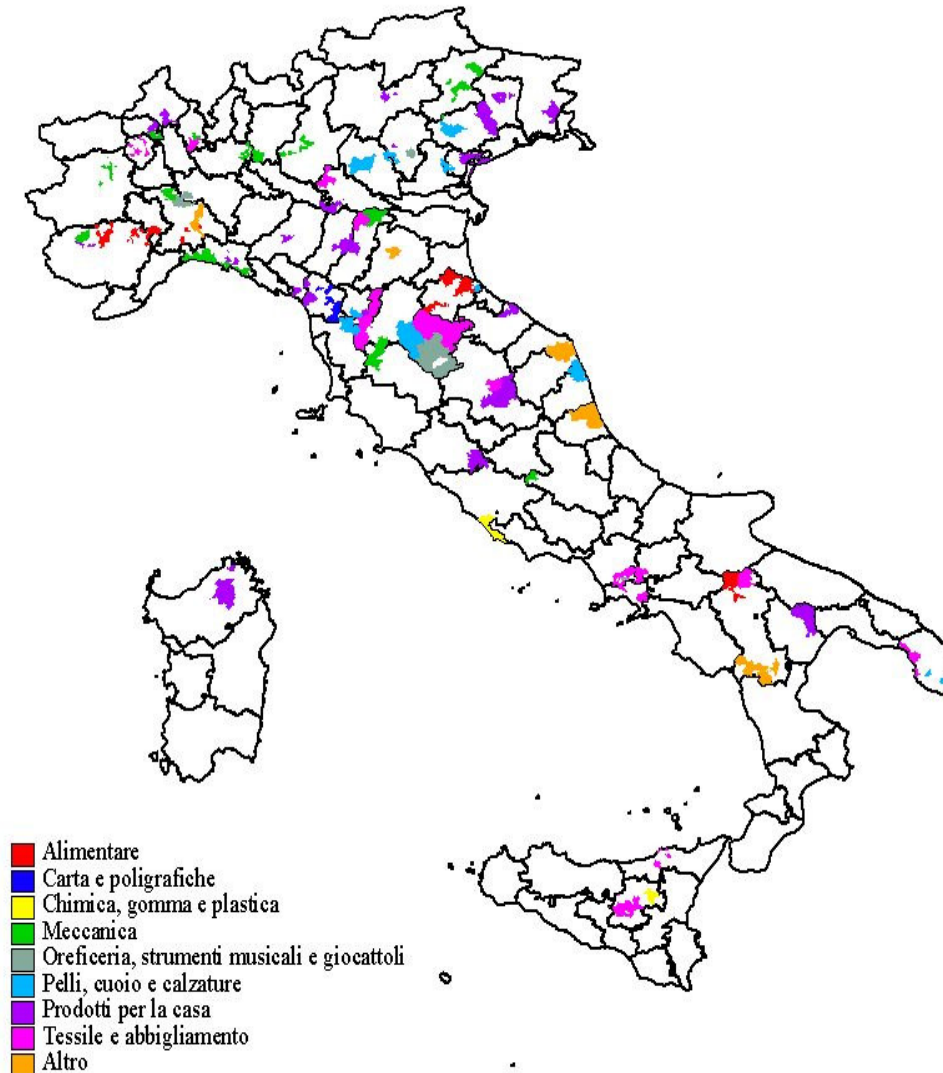 Alimentare
Carta e poligrafiche
Chimica, gomma e plastica
Meccanica
Oreficeria, strumenti musicali e giocattoli
Pelli, cuoio e calzature
Prodotti per la casa
Tessile e abbigliamento
Altro